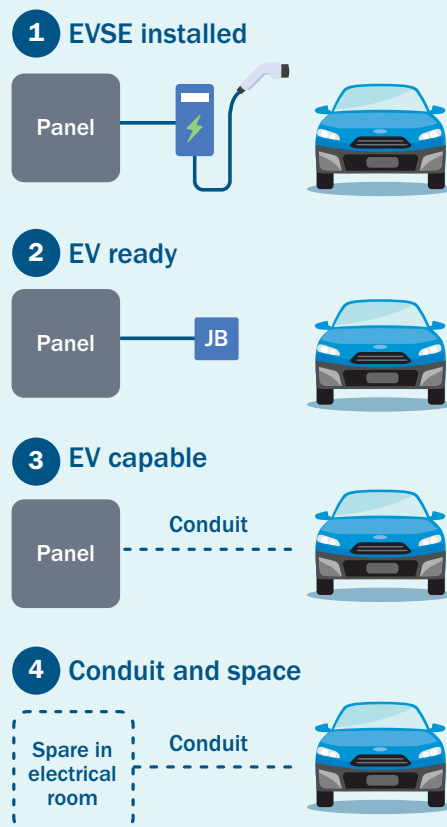 1 EVSE installed
Panel
2 EV ready
Panel
JB
3 EV capable
Panel
Conduit
4 Conduit and space
Spare in
electrical
room
Conduit